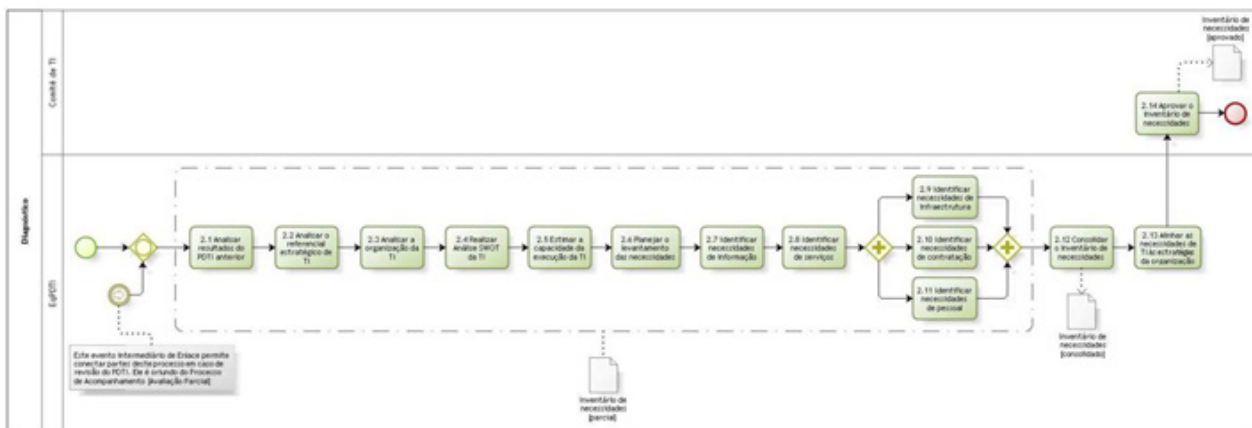 Diagnóstico
Comitê de TI
EqPDTI
Inventário de
necessidades
[aprovado]
2.14 Aprovar o
Inventário de
necessidades
2.1 Analisar
resultados do
PDTI anterior
2.2 Analisar o
referencial
estratégico de
TI
2.3 Analisar a
organização da
TI
2.4 Realizar
Análise SWOT
da TI
2.5 Estimar a
capacidade da
execução da TI
2.6 Planejar o
levantamento
das necessidades
2.7 Identificar
necessidades
de Informação
2.8 Identificar
necessidades
de serviços
2.9 Identificar
necessidades de
Infraestrutura
2.10 Identificar
necessidades
de contratação
2.11 Identificar
necessidades
de pessoal
2.12 Consolidar
o Inventário de
necessidades
2.13 Alinhar as
necessidades de
TI às estratégias
da organização
Este evento Intermediário de Enlace permite
conectar partes deste processo em caso de
revisão do PDTI. Ele é oriundo do Processo
de Acompanhamento [Avaliação Parcial]
Inventário de
necessidades
[parcial]
Inventário de
necessidades
[consolidado]